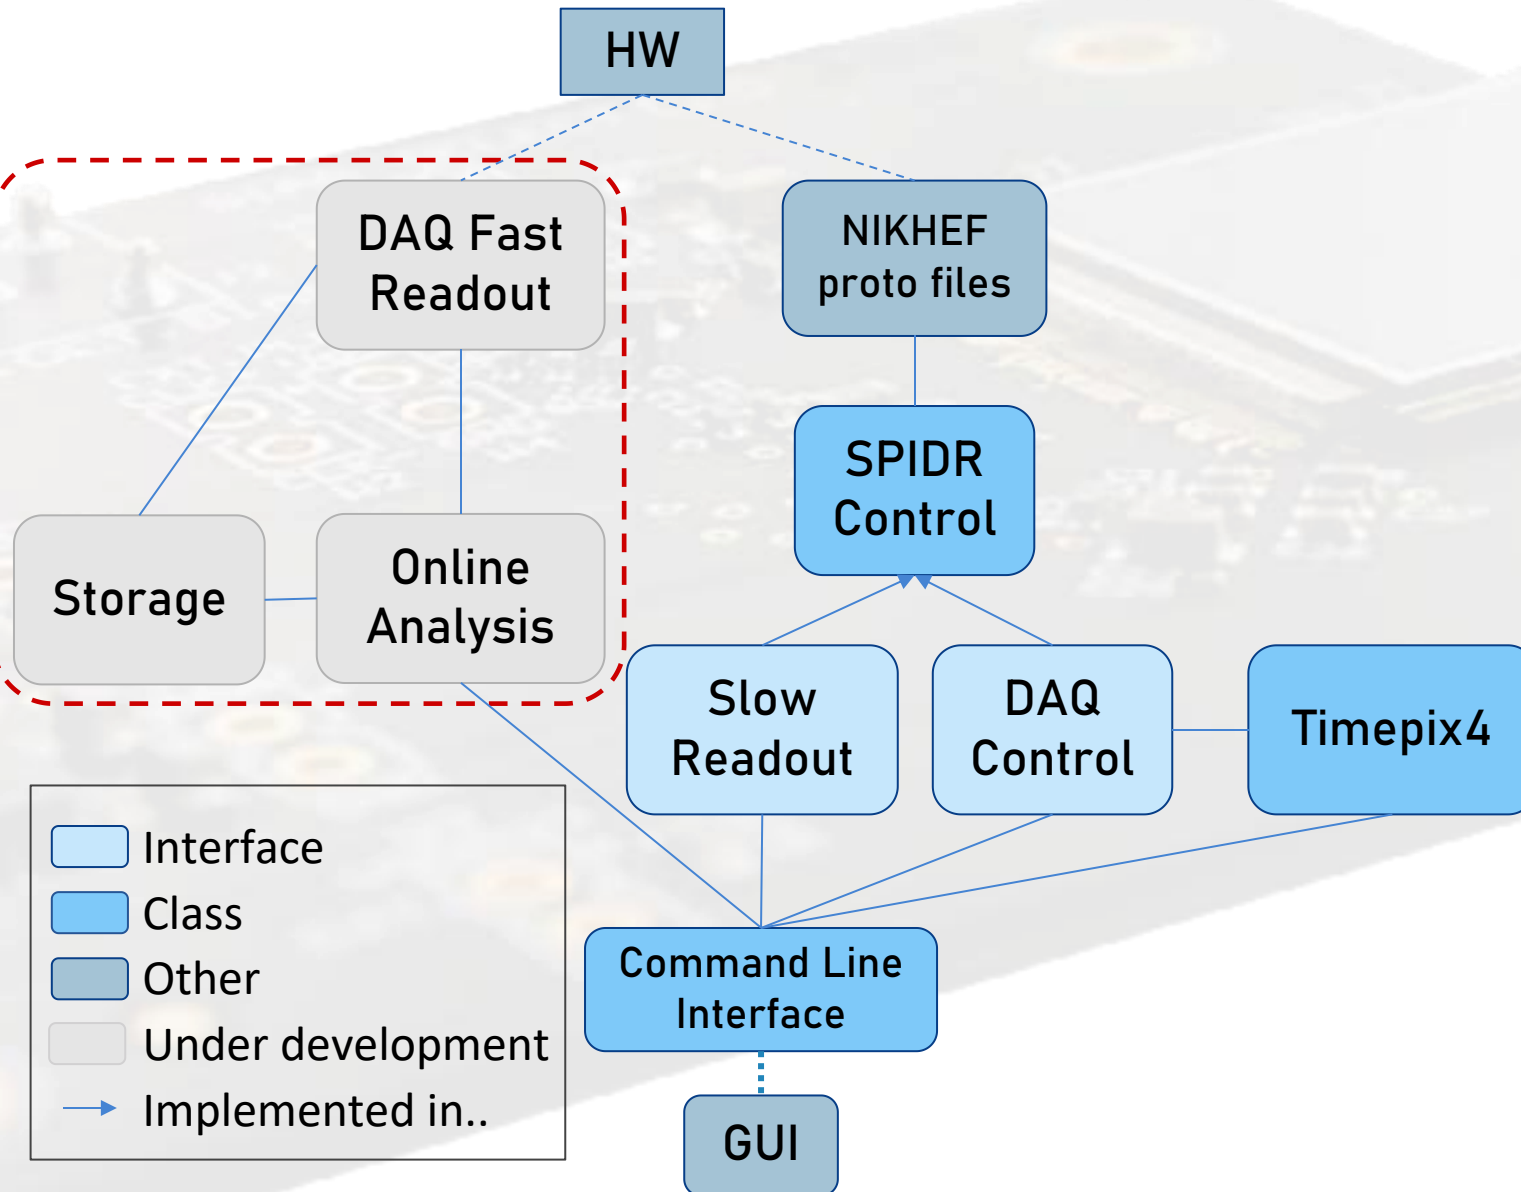 HW
DAQ Fast
Readout
NIKHEF
proto files
SPIDR
Control
Storage
Online
Analysis
Slow
Readout
DAQ
Control
Timepix4
Interface
Class
Other
Under development
Implemented in..
Command Line
Interface
GUI